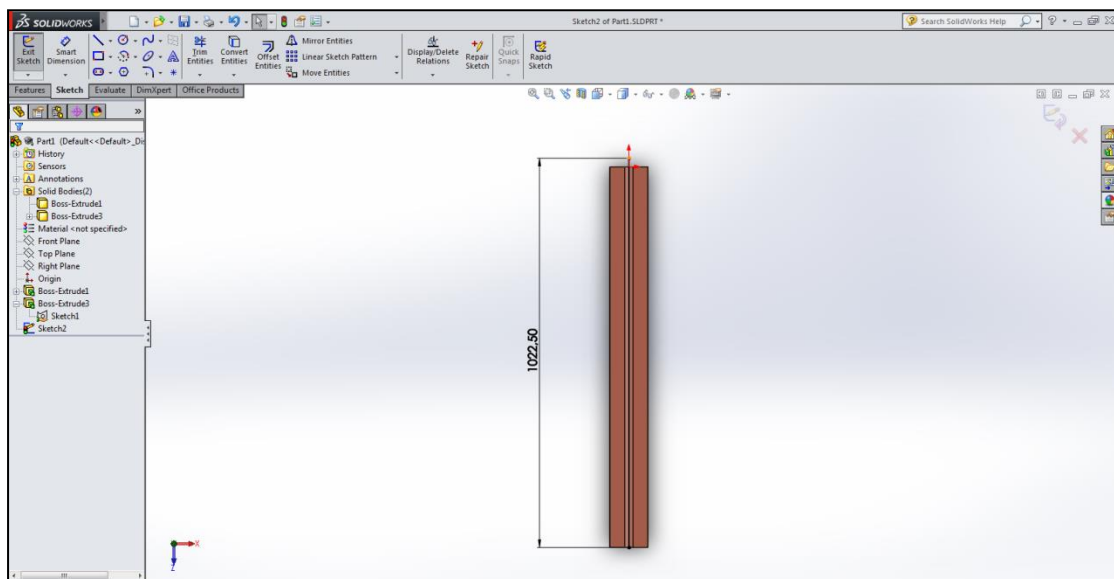 SOLIDWORKS
Sketch2 of Part1.SLDPRT *
Search SolidWorks Help
Exit Sketch
Smart Dimension
Trim Entities
Convert Entities
Offset Entities
Mirror Entities
Linear Sketch Pattern
Move Entities
Display/Delete Relations
Repair Sketch
Quick Snaps
Rapid Sketch
Features
Sketch
Evaluate
DimXpert
Office Products
Part1 (Default<<Default>_Dis
History
Sensors
Annotations
Solid Bodies(2)
Boss-Extrude1
Boss-Extrude3
Material <not specified>
Front Plane
Top Plane
Right Plane
Origin
Boss-Extrude1
Boss-Extrude3
Sketch1
Sketch2
1022,50
X
Z